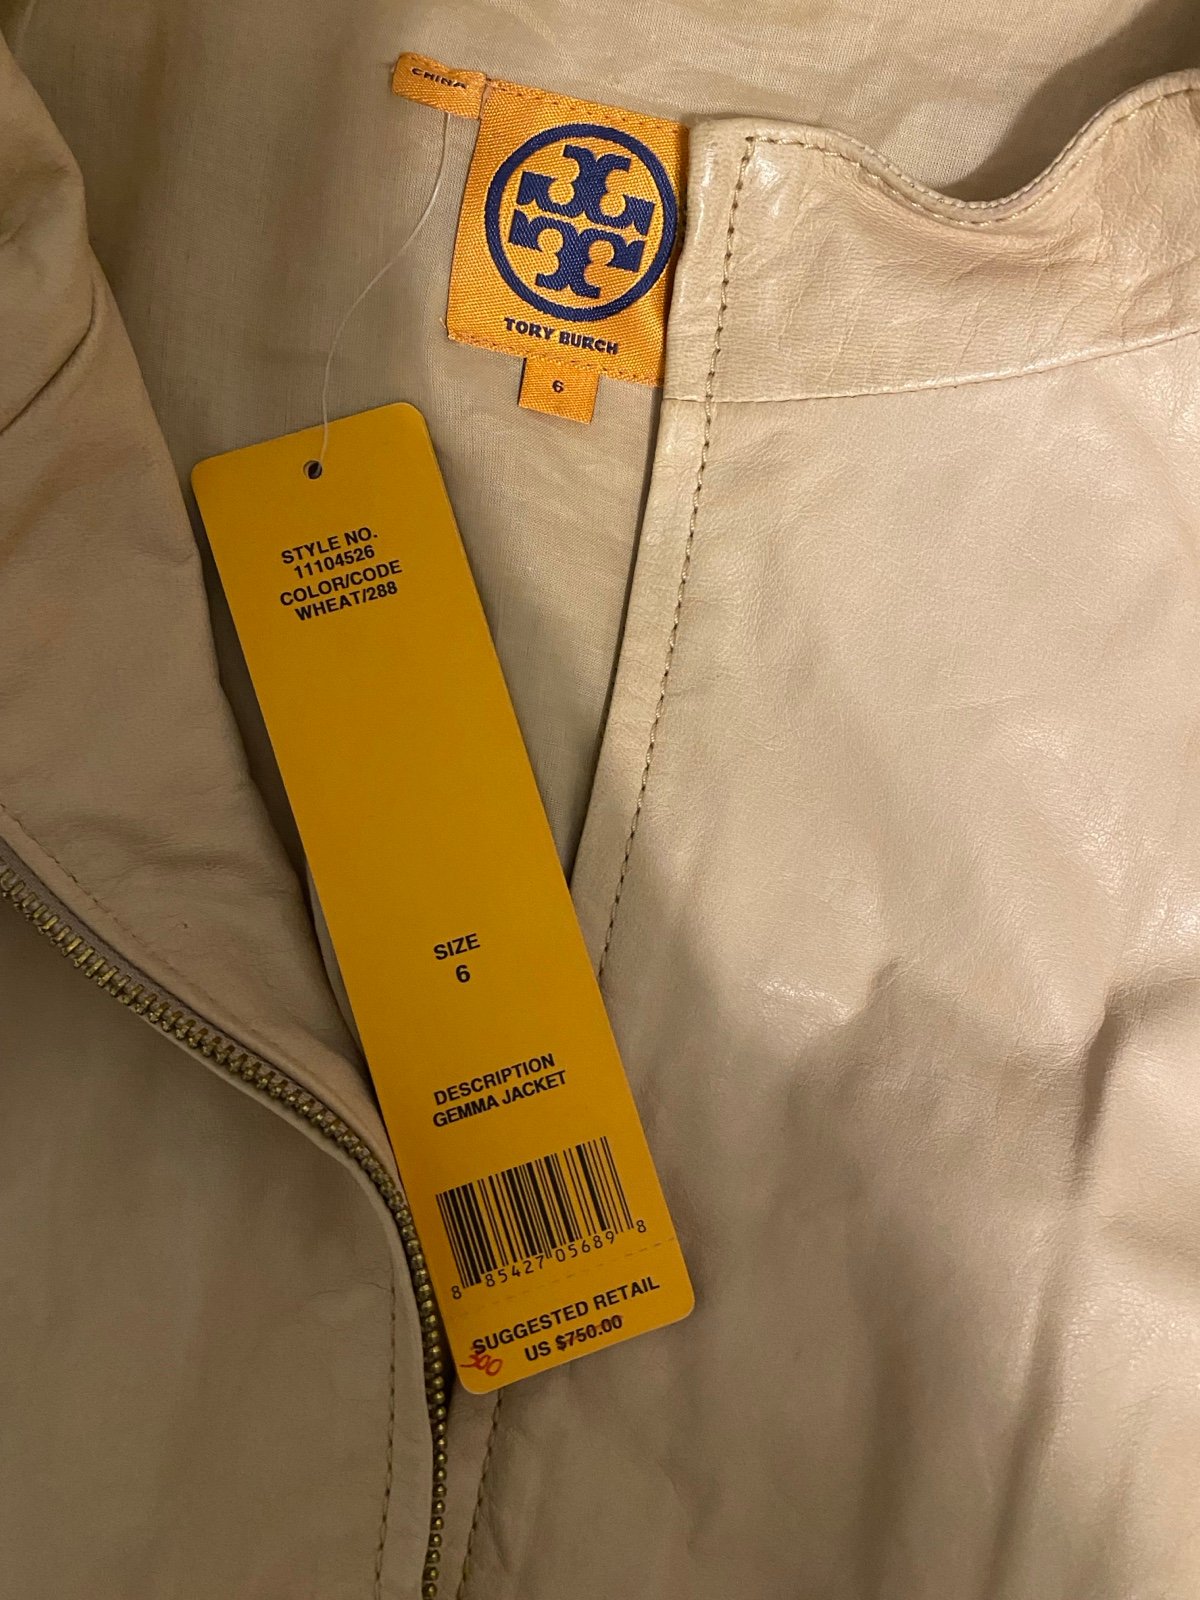 CHINA
TORY BURCH
6
STYLE NO.
11104526
COLOR/CODE
WHEAT/288
SIZE
6
DESCRIPTION
GEMMA JACKET
8 85427 05689 8
SUGGESTED RETAIL
US $750.00
300